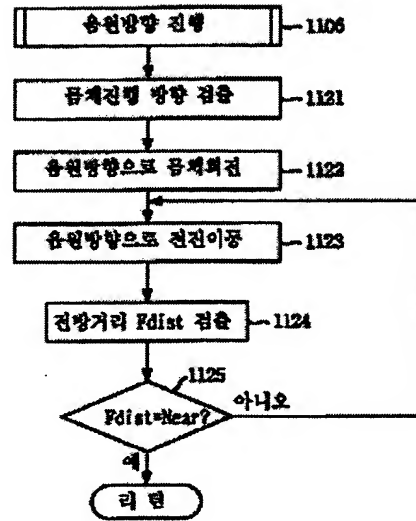 음원방향 진행
1106
몸체진행 방향 검출
1121
음원방향으로 몸체회전
1122
음원방향으로 전진이동
1123
전방거리 Fdist 검출
1124
1125
Fdist=Near?
아니오
예
리 턴